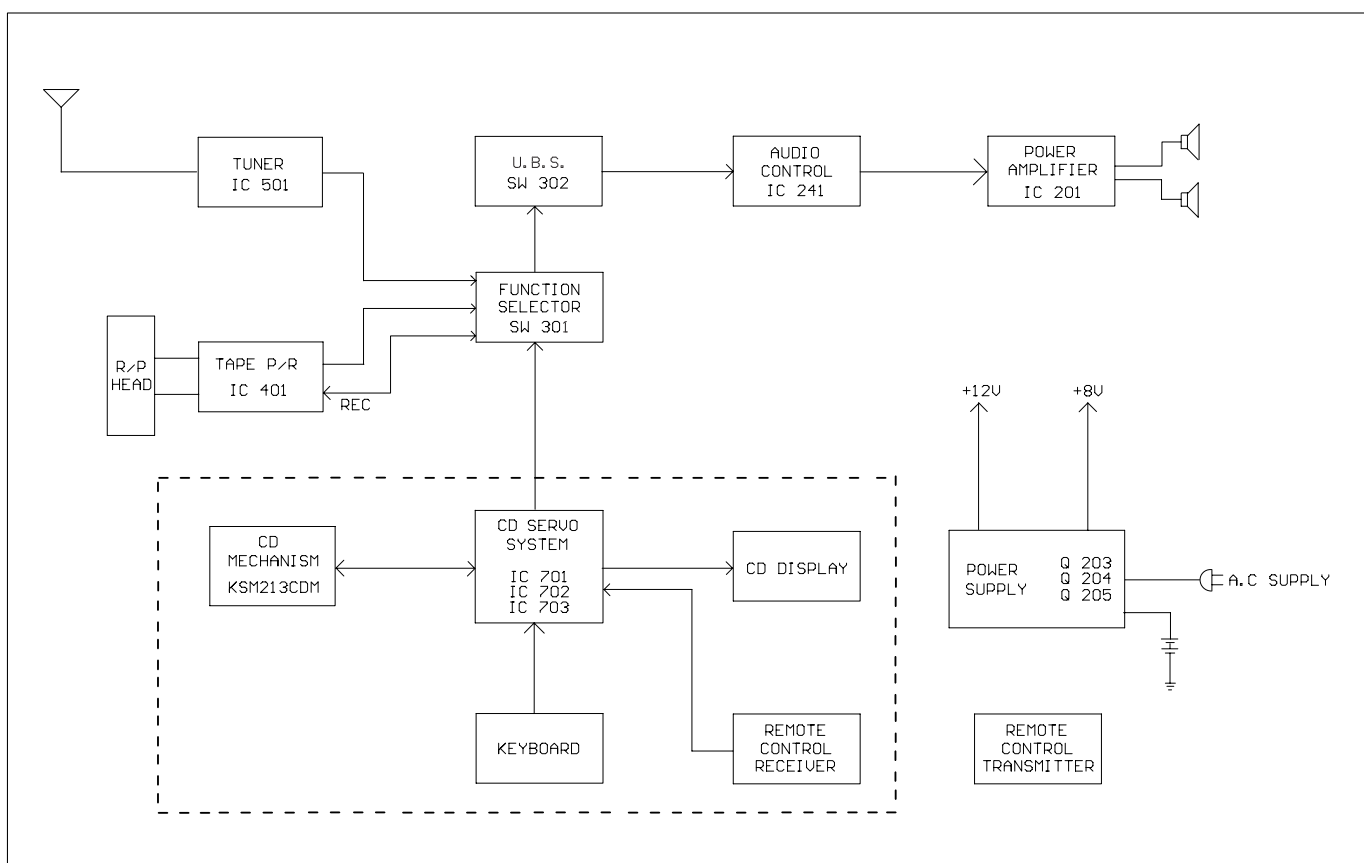 TUNER
IC 501
U.B.S.
SW 302
AUDIO
CONTROL
IC 241
POWER
AMPLIFIER
IC 201
FUNCTION
SELECTOR
SW 301
R/P
HEAD
TAPE P/R
IC 401
REC
+12V
+8V
CD
MECHANISM
KSM213CDM
CD SERVO
SYSTEM
IC 701
IC 702
IC 703
CD DISPLAY
POWER
SUPPLY
Q 203
Q 204
Q 205
A.C SUPPLY
KEYBOARD
REMOTE
CONTROL
RECEIVER
REMOTE
CONTROL
TRANSMITTER